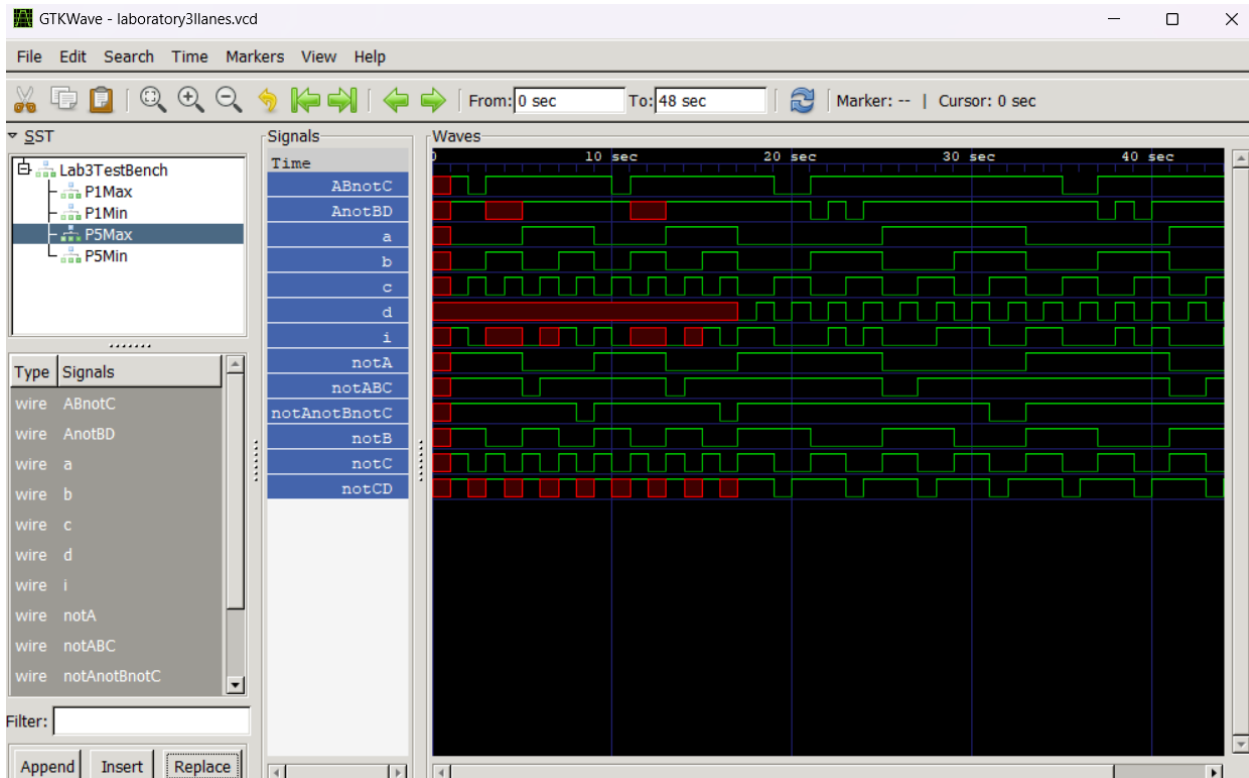 GTKWave - laboratory3llanes.vcd
File Edit Search Time Markers View Help
From: 0 sec To: 48 sec Marker: -- | Cursor: 0 sec
SST
Lab3TestBench
P1Max
P1Min
P5Max
P5Min
Type Signals
wire ABnotC
wire AnotBD
wire a
wire b
wire c
wire d
wire i
wire notA
wire notABC
wire notAnotBnotC
Filter:
Append Insert Replace
Signals
Time
ABnotC
AnotBD
a
b
c
d
i
notA
notABC
notAnotBnotC
notB
notC
notCD
Waves
0 10 sec 20 sec 30 sec 40 sec